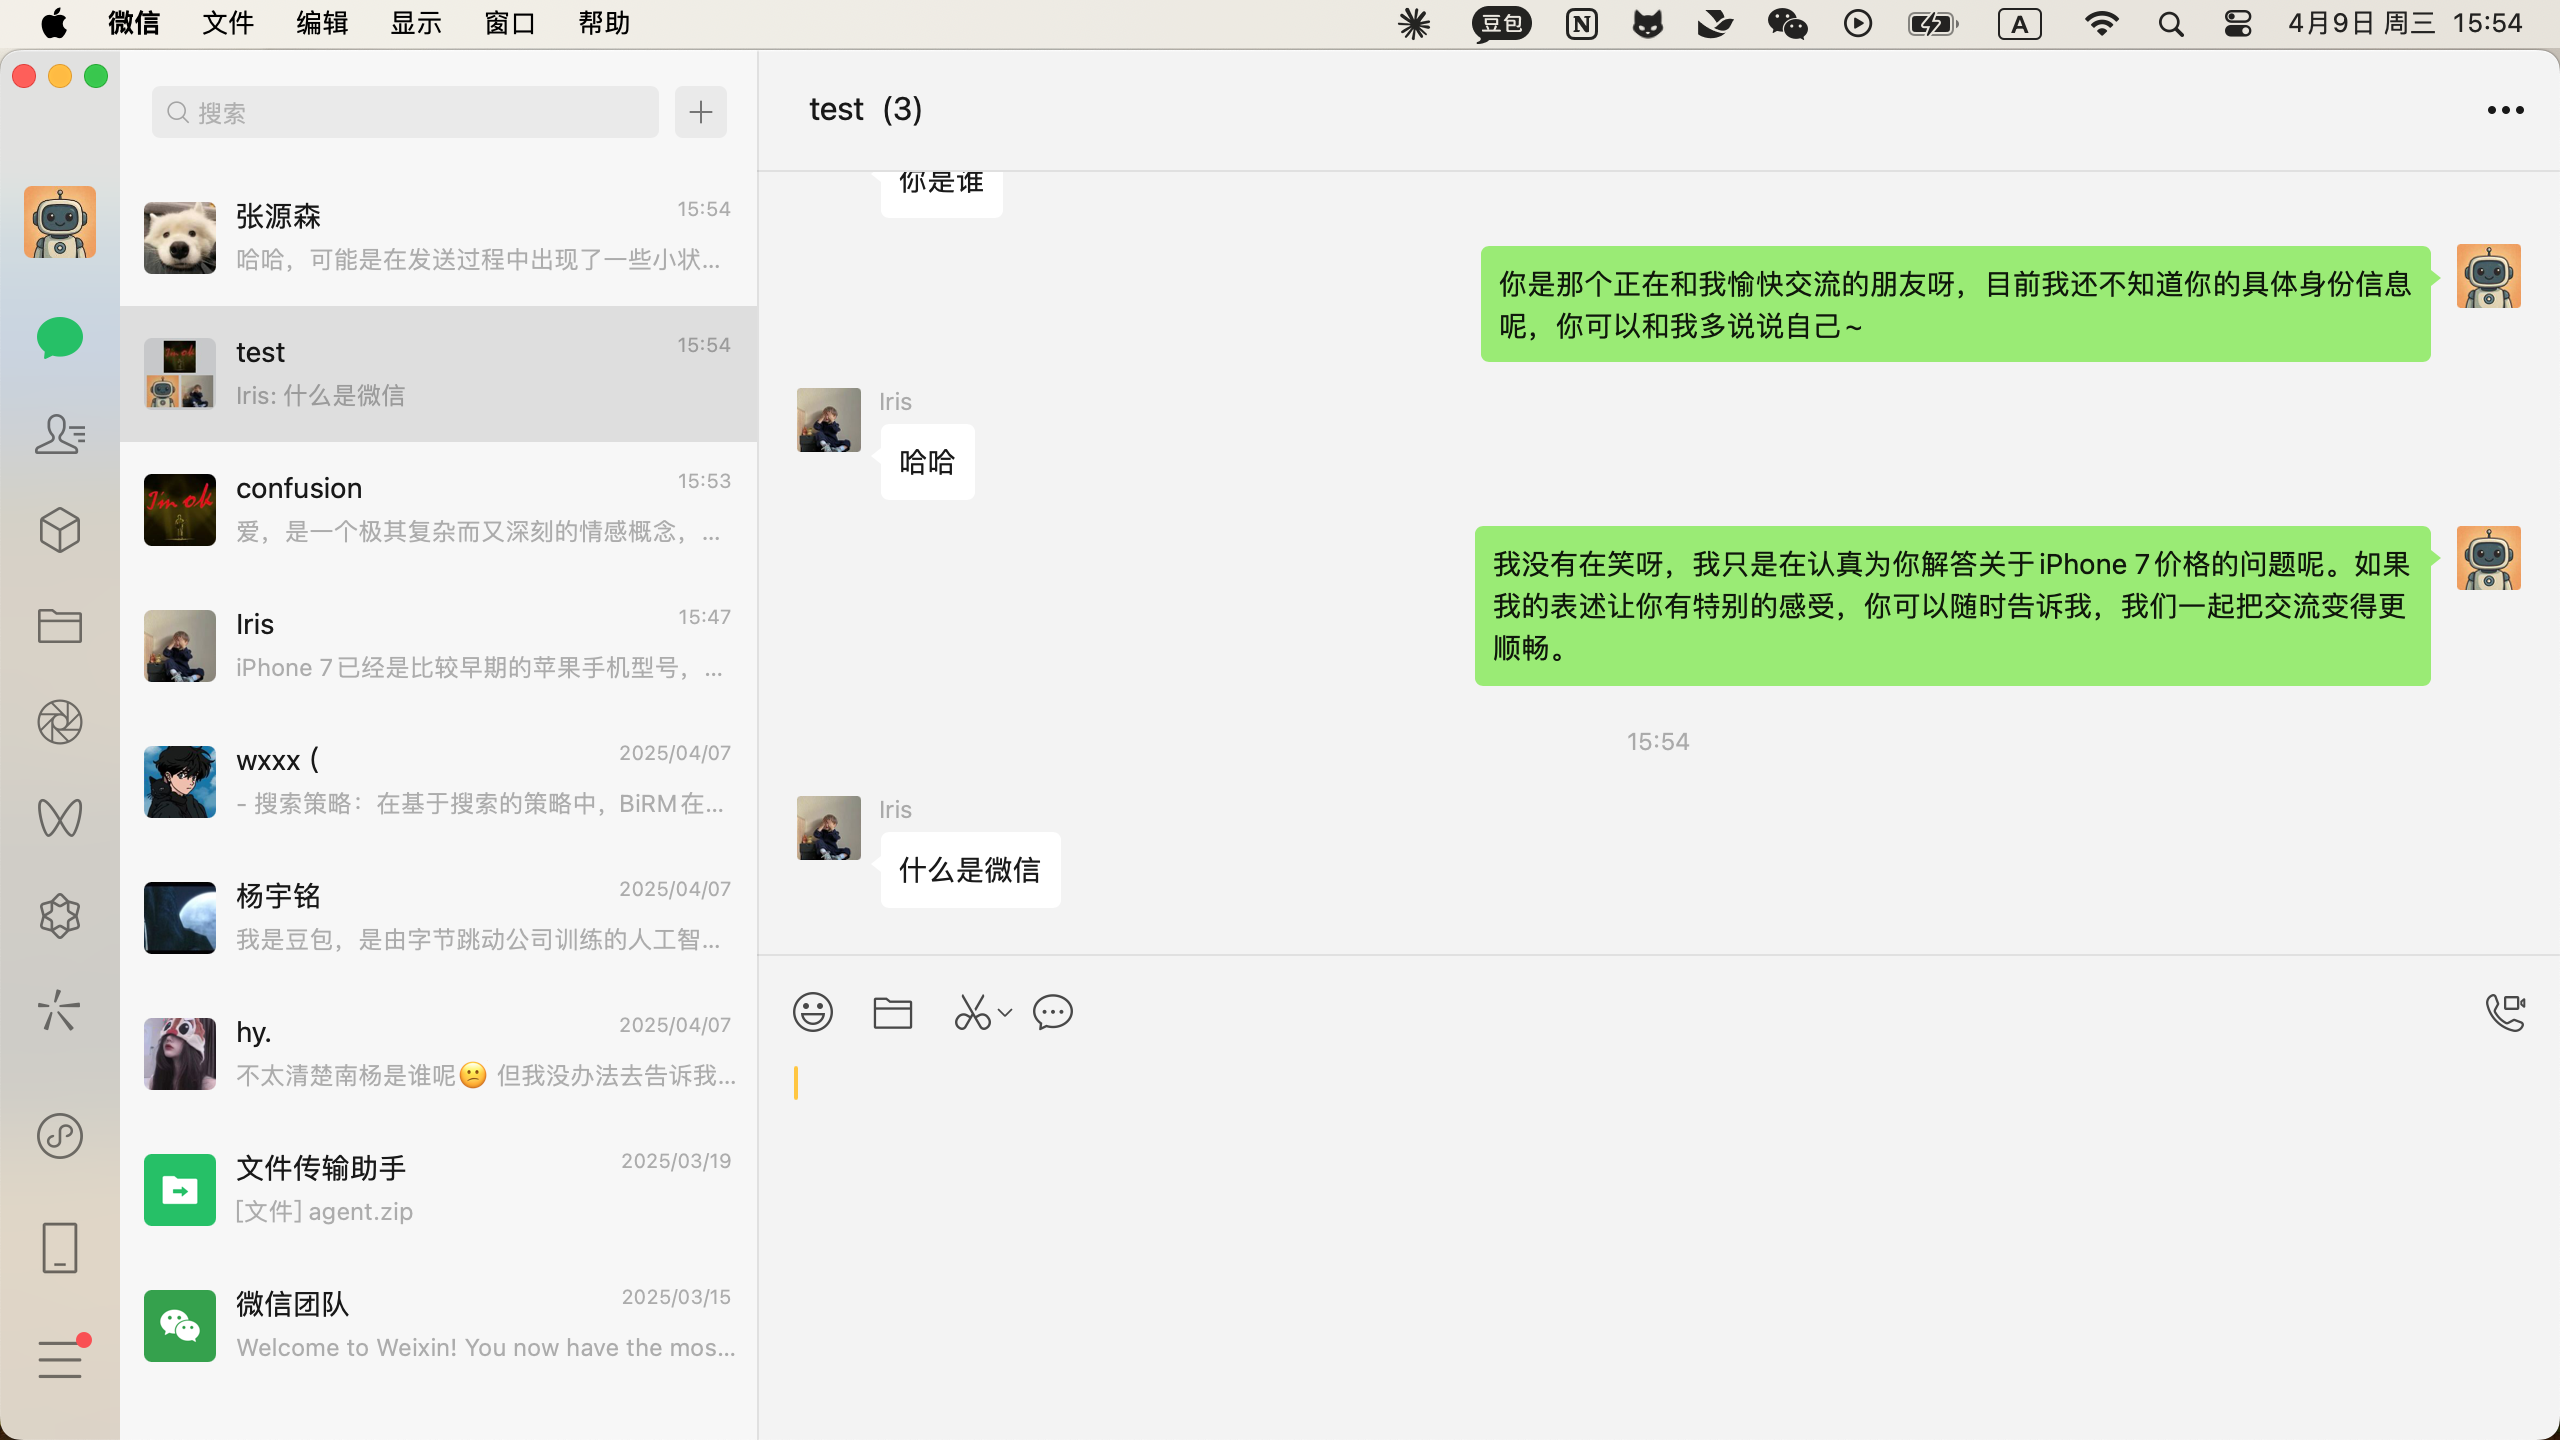 微信 文件 编辑 显示 窗口 帮助
豆包 N A 4月9日 周三 15:54
搜索
张源森 15:54
哈哈，可能是在发送过程中出现了一些小状...
test 15:54
Iris: 什么是微信
I'm ok
confusion 15:53
爱，是一个极其复杂而又深刻的情感概念，...
Iris 15:47
iPhone 7已经是比较早期的苹果手机型号，...
wxxx ( 2025/04/07
- 搜索策略：在基于搜索的策略中，BiRM在...
杨宇铭 2025/04/07
我是豆包，是由字节跳动公司训练的人工智...
hy. 2025/04/07
不太清楚南杨是谁呢😕 但我没办法去告诉我...
文件传输助手 2025/03/19
[文件] agent.zip
微信团队 2025/03/15
Welcome to Weixin! You now have the mos...
test (3)
你是谁
你是那个正在和我愉快交流的朋友呀，目前我还不知道你的具体身份信息
呢，你可以和我多说说自己~
Iris
哈哈
我没有在笑呀，我只是在认真为你解答关于iPhone 7价格的问题呢。如果
我的表述让你有特别的感受，你可以随时告诉我，我们一起把交流变得更
顺畅。
15:54
Iris
什么是微信